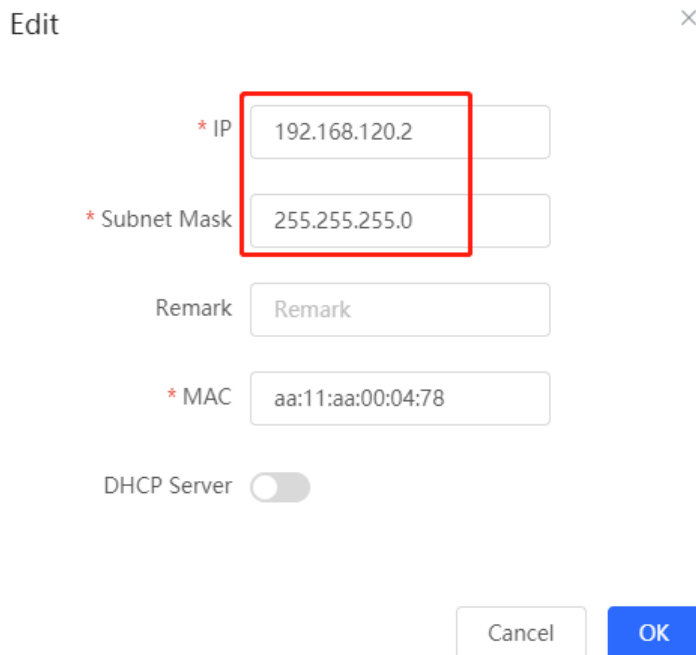 Edit
* IP 192.168.120.2
* Subnet Mask 255.255.255.0
Remark Remark
* MAC aa:11:aa:00:04:78
DHCP Server
Cancel OK